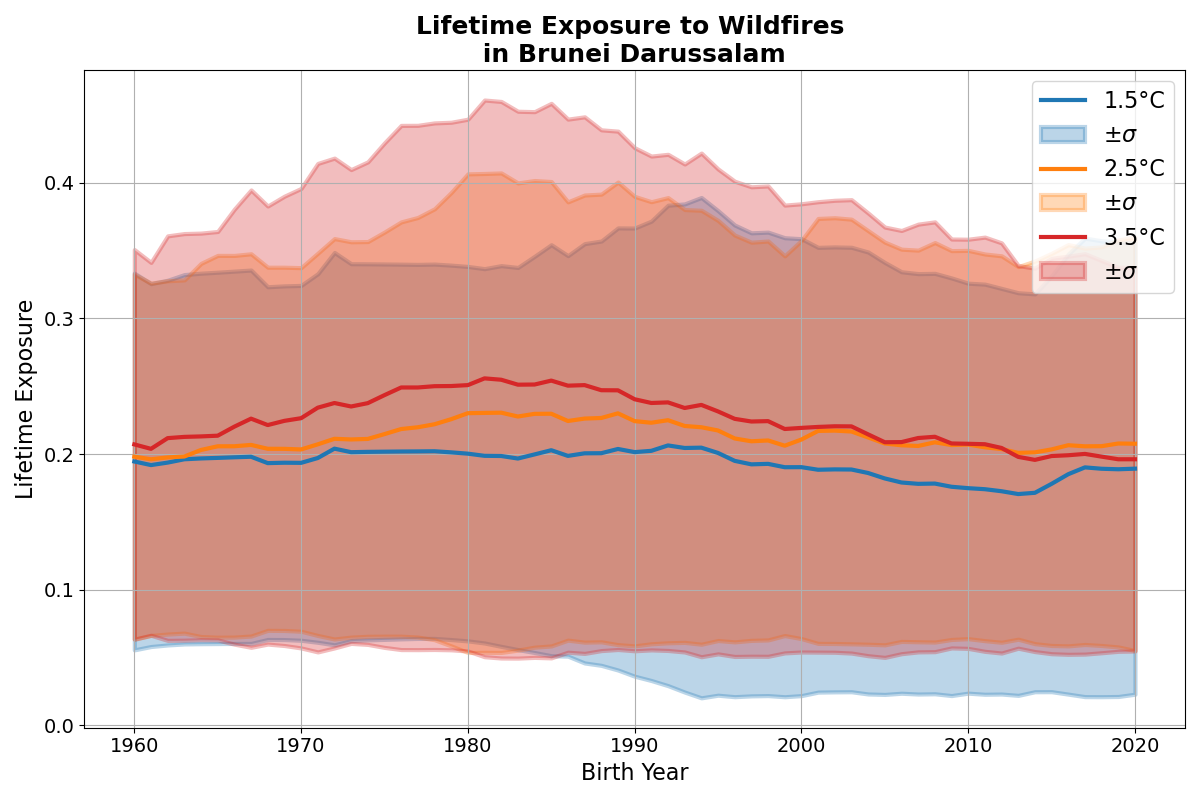 Lifetime Exposure to Wildfires
in Brunei Darussalam
Lifetime Exposure
0.4
0.3
0.2
0.1
0.0
1.5°C
±σ
2.5°C
±σ
3.5°C
±σ
1960 1970 1980 1990 2000 2010 2020
Birth Year